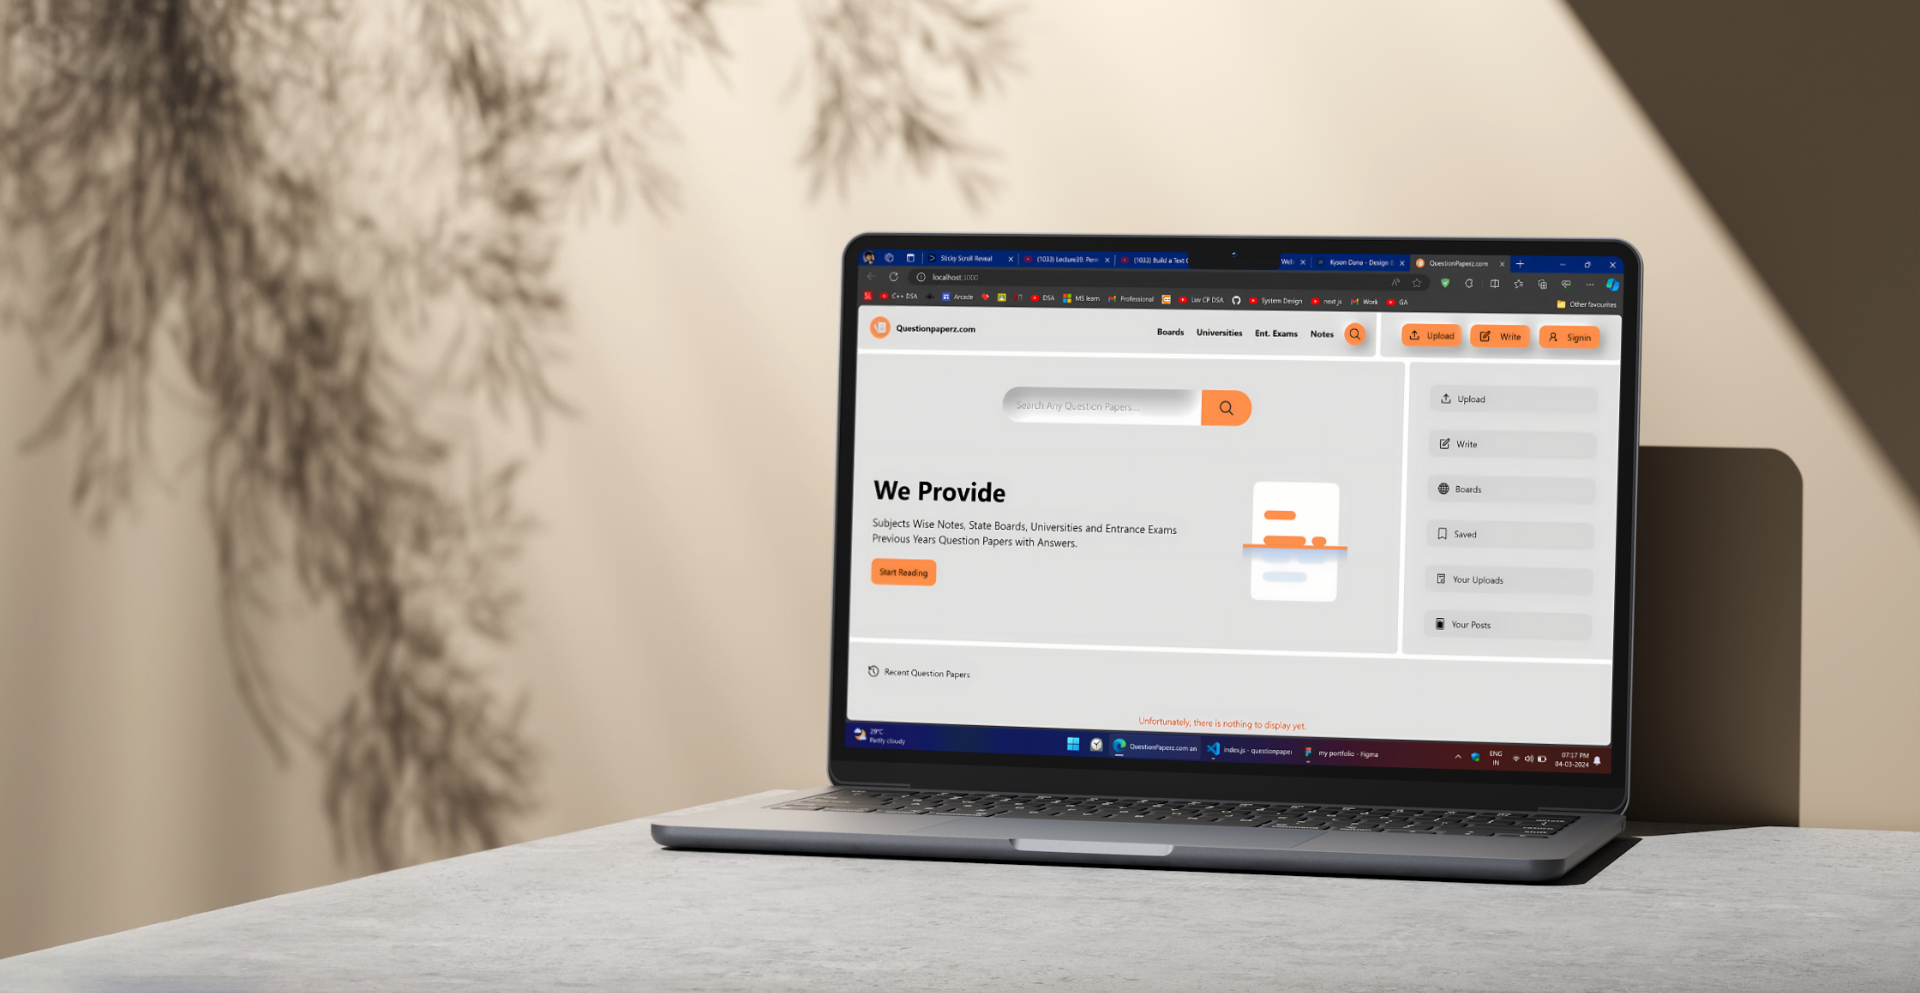 Sticky Scroll Reveal
(1033) Lecture39: Perm
(1033) Build a Text
Web
Kyson Dana - Design
QuestionPaperz.com
localhost:3000
C++ DSA
Arcade
DSA
MS learn
Professional
Luv CP DSA
System Design
next js
Work
GA
Other favourites
Questionpaperz.com
Boards
Universities
Ent. Exams
Notes
Upload
Write
Signin
Search Any Question Papers...
We Provide
Subjects Wise Notes, State Boards, Universities and Entrance Exams
Previous Years Question Papers with Answers.
Start Reading
Upload
Write
Boards
Saved
Your Uploads
Your Posts
Recent Question Papers
Unfortunately, there is nothing to display yet.
29°C
Partly cloudy
QuestionPaperz.com an
index.js - questionpaper
my portfolio - Figma
ENG
IN
07:17 PM
04-03-2024